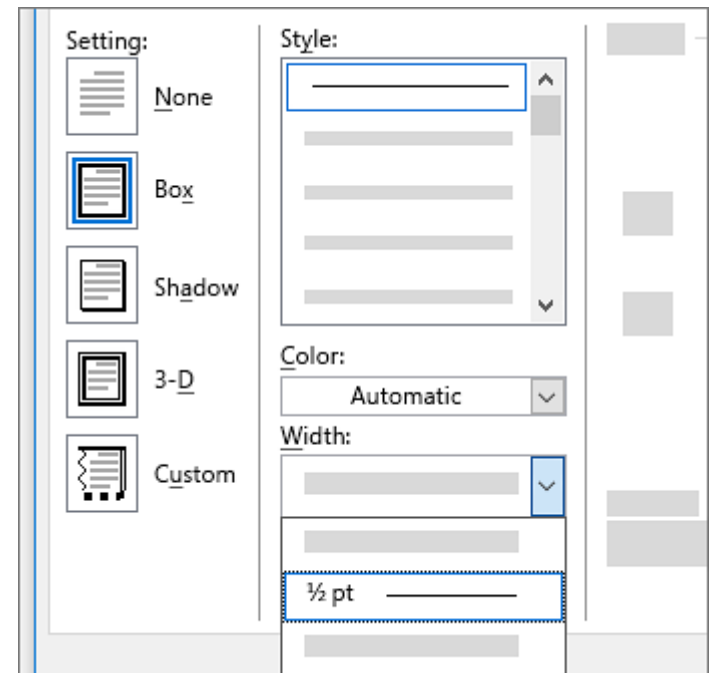 Setting:
None
Box
Shadow
3-D
Custom
Style:
Color:
Automatic
Width:
½ pt